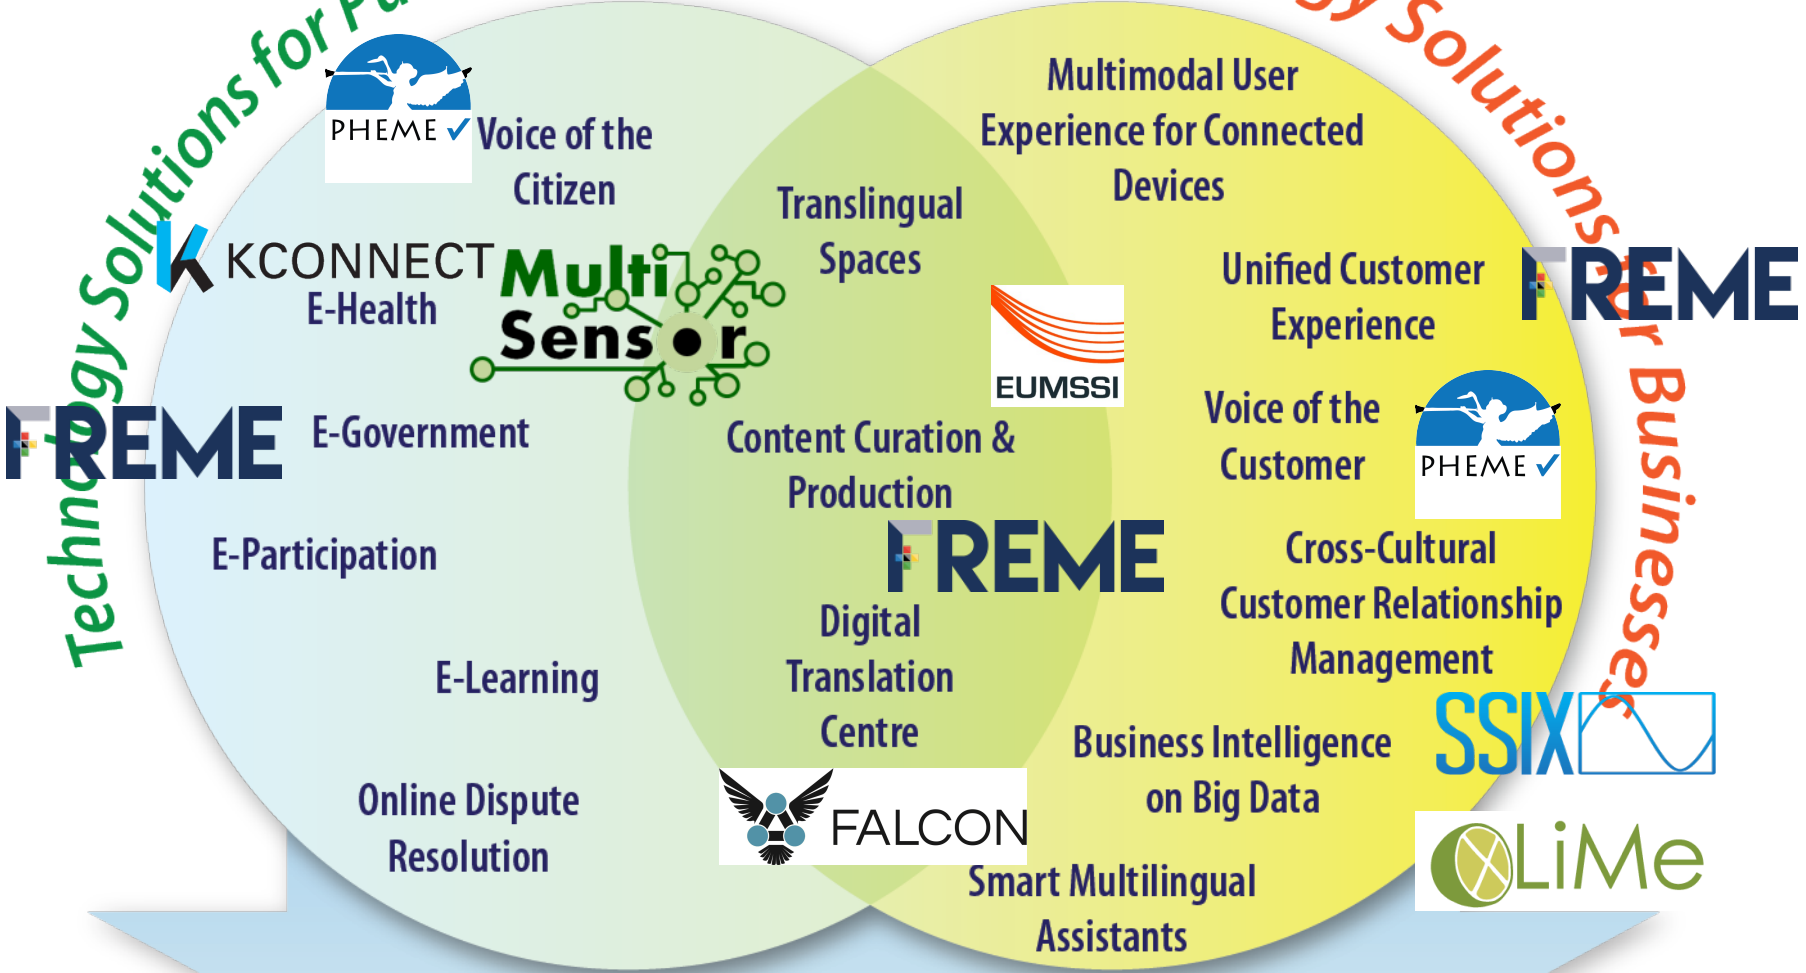 Technology Solutions for
Solutions for Businesses
PHEME
Voice of the
Citizen
KCONNECT
E-Health
Multi
Sensor
FREME
E-Government
E-Participation
E-Learning
Online Dispute
Resolution
Translingual
Spaces
EUMSSI
Content Curation &
Production
FREME
Digital
Translation
Centre
FALCON
Multimodal User
Experience for Connected
Devices
Unified Customer
Experience
FREME
Voice of the
Customer
PHEME
Cross-Cultural
Customer Relationship
Management
SSIX
Business Intelligence
on Big Data
LiMe
Smart Multilingual
Assistants